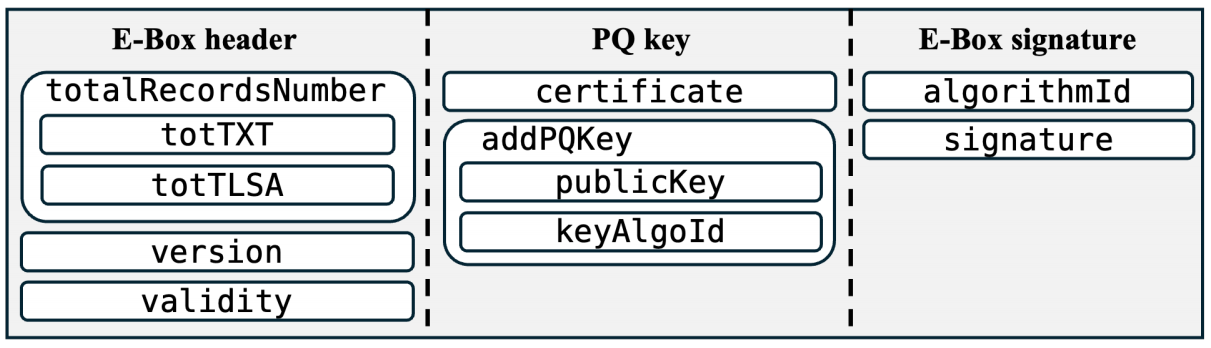 E-Box header
totalRecordsNumber
totTXT
totTLSA
version
validity
PQ key
certificate
addPQKey
publicKey
keyAlgoId
E-Box signature
algorithmId
signature